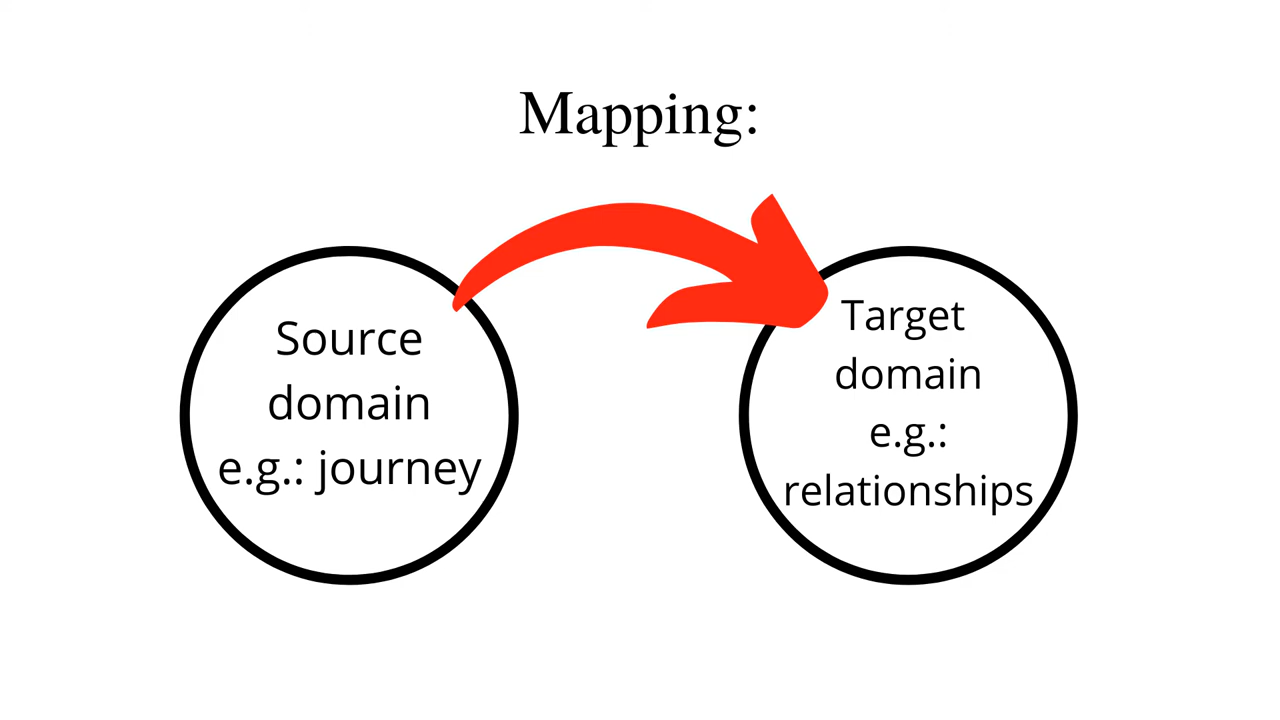 Mapping:
Source
domain
e.g.: journey
Target
domain
e.g.:
relationships